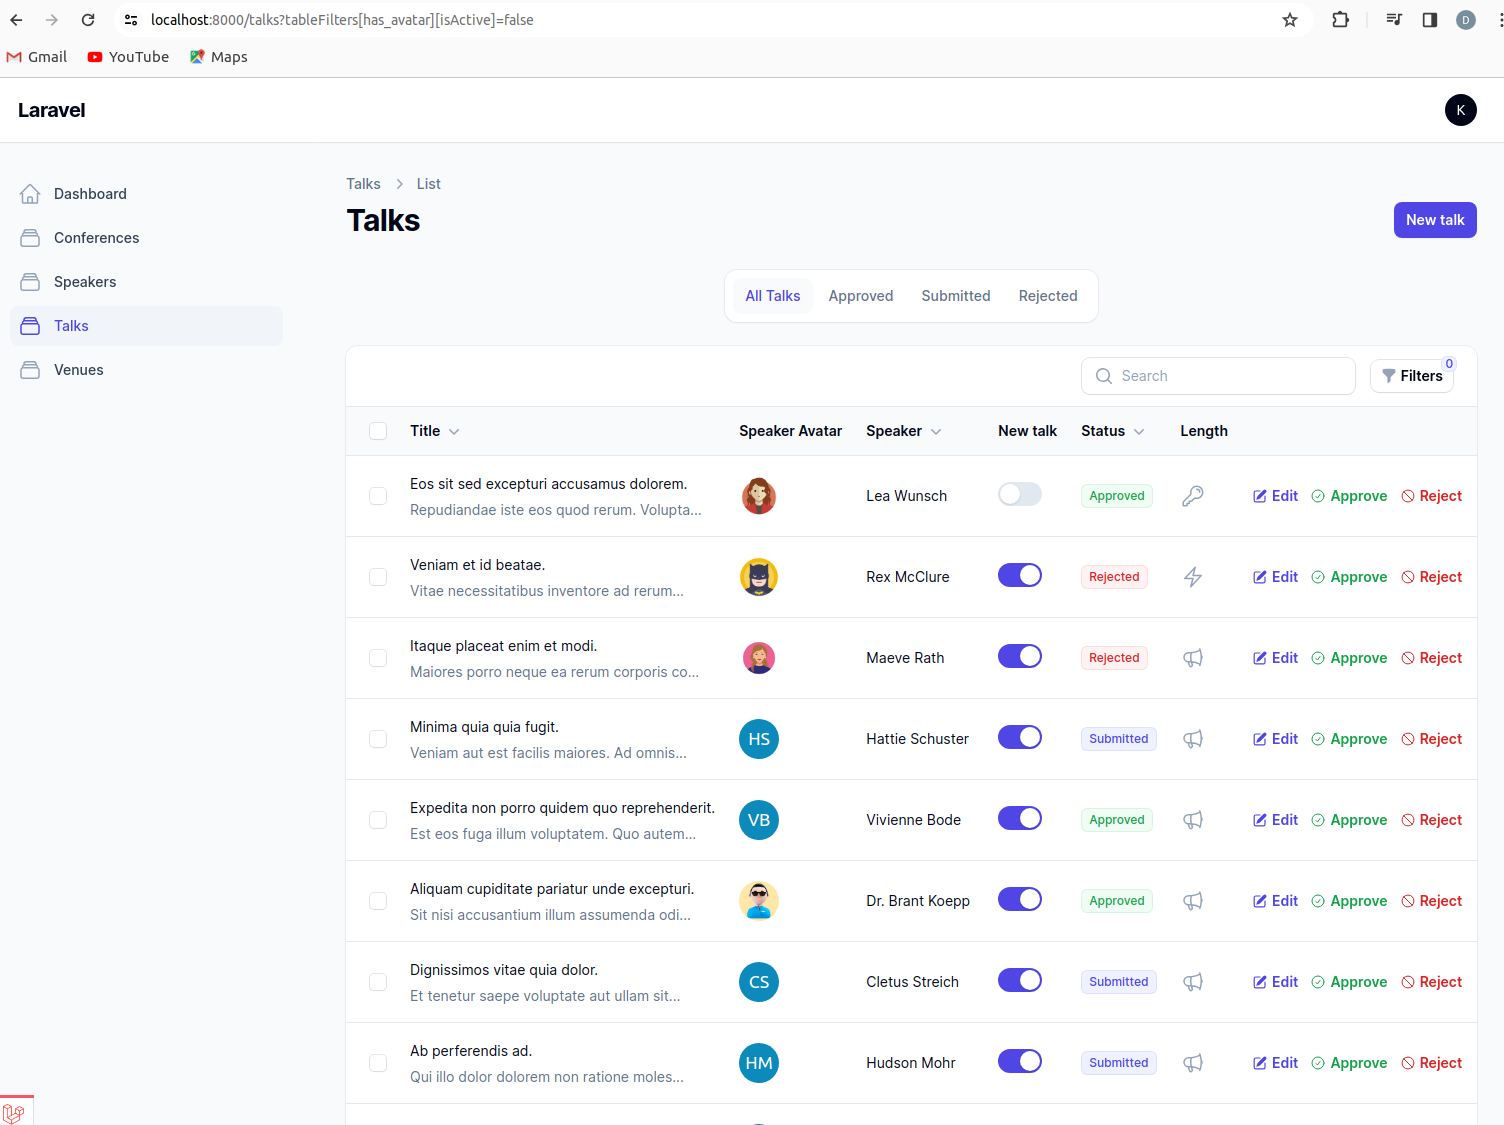 localhost:8000/talks?tableFilters[has_avatar][isActive]=false
D
Gmail YouTube Maps
Laravel
K
Dashboard
Conferences
Speakers
Talks
Venues
Talks List
Talks
New talk
All Talks Approved Submitted Rejected
Search
Filters 0
Title Speaker Avatar Speaker New talk Status Length
Eos sit sed excepturi accusamus dolorem.
Repudiandae iste eos quod rerum. Volupta...
Lea Wunsch Approved Edit Approve Reject
Veniam et id beatae.
Vitae necessitatibus inventore ad rerum...
Rex McClure Rejected Edit Approve Reject
Itaque placeat enim et modi.
Maiores porro neque ea rerum corporis co...
Maeve Rath Rejected Edit Approve Reject
Minima quia quia fugit.
Veniam aut est facilis maiores. Ad omnis...
HS Hattie Schuster Submitted Edit Approve Reject
Expedita non porro quidem quo reprehenderit.
Est eos fuga illum voluptatem. Quo autem...
VB Vivienne Bode Approved Edit Approve Reject
Aliquam cupiditate pariatur unde excepturi.
Sit nisi accusantium illum assumenda odi...
Dr. Brant Koepp Approved Edit Approve Reject
Dignissimos vitae quia dolor.
Et tenetur saepe voluptate aut ullam sit...
CS Cletus Streich Submitted Edit Approve Reject
Ab perferendis ad.
Qui illo dolor dolorem non ratione moles...
HM Hudson Mohr Submitted Edit Approve Reject